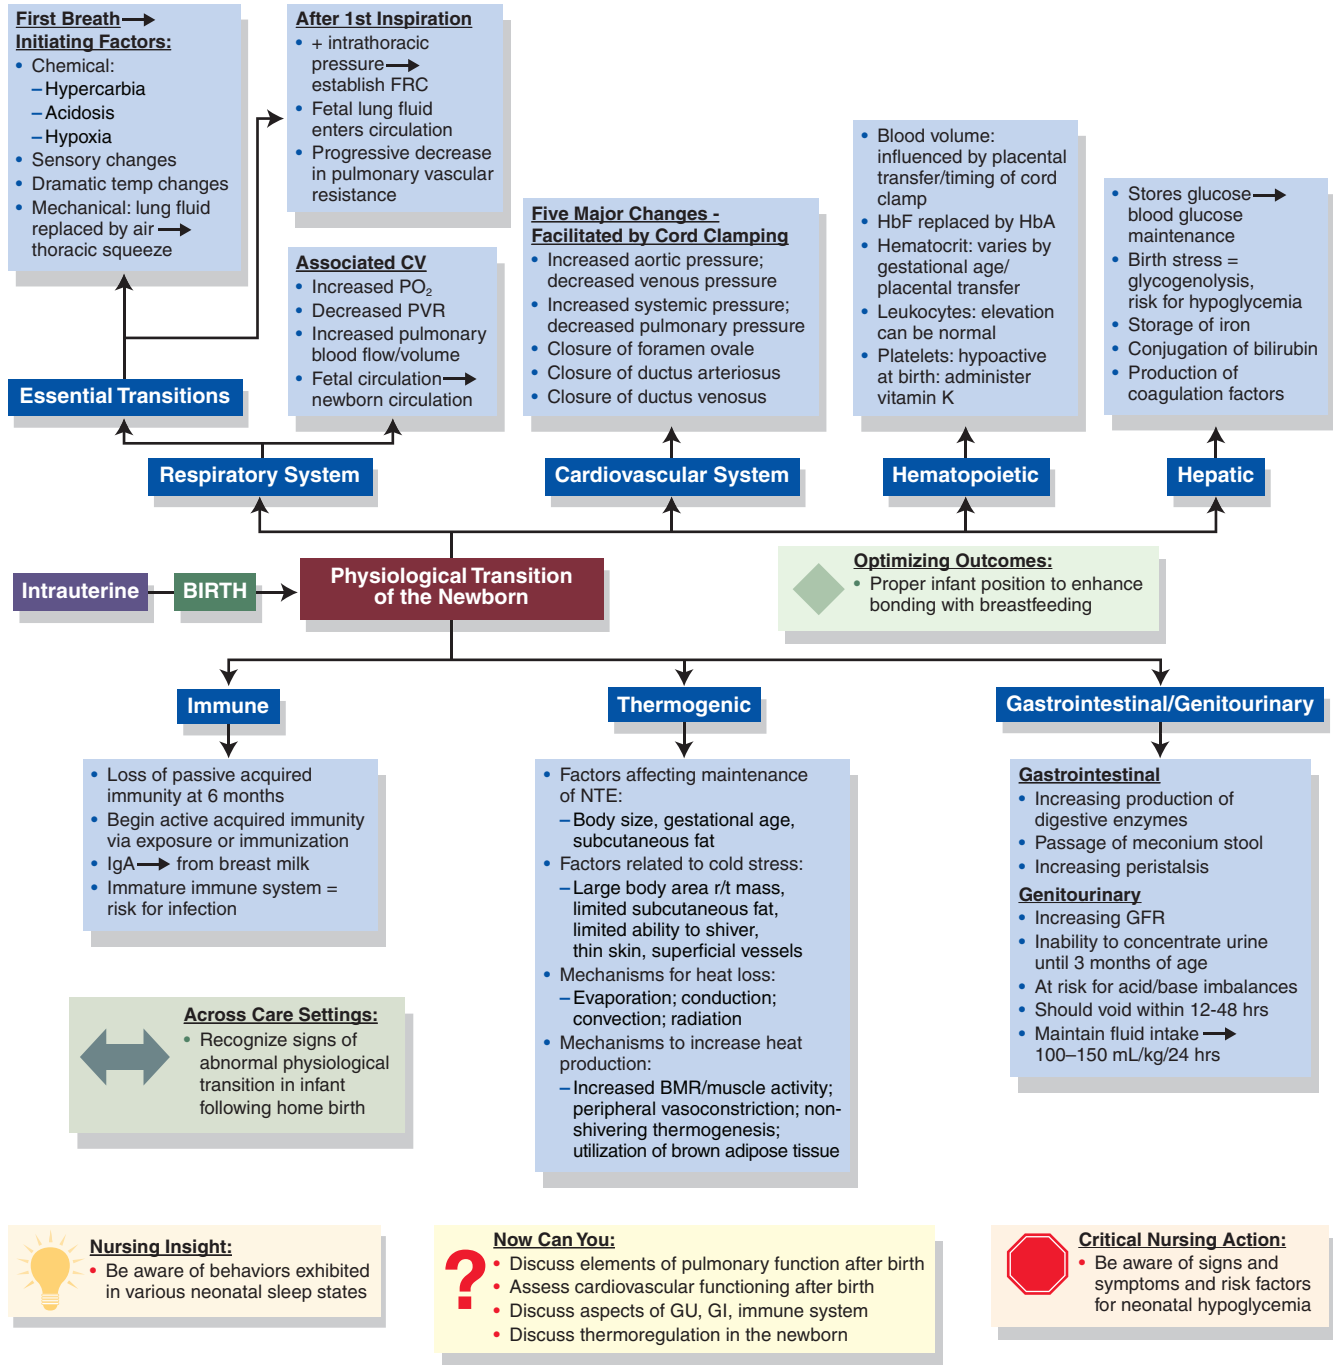 First Breath →
Initiating Factors:
• Chemical:
– Hypercarbia
– Acidosis
– Hypoxia
• Sensory changes
• Dramatic temp changes
• Mechanical: lung fluid
replaced by air →
thoracic squeeze
After 1st Inspiration
• + intrathoracic
pressure →
establish FRC
• Fetal lung fluid
enters circulation
• Progressive decrease
in pulmonary vascular
resistance
Associated CV
• Increased PO₂
• Decreased PVR
• Increased pulmonary
blood flow/volume
• Fetal circulation →
newborn circulation
Five Major Changes -
Facilitated by Cord Clamping
• Increased aortic pressure;
decreased venous pressure
• Increased systemic pressure;
decreased pulmonary pressure
• Closure of foramen ovale
• Closure of ductus arteriosus
• Closure of ductus venosus
• Blood volume:
influenced by placental
transfer/timing of cord
clamp
• HbF replaced by HbA
• Hematocrit: varies by
gestational age/
placental transfer
• Leukocytes: elevation
can be normal
• Platelets: hypoactive
at birth: administer
vitamin K
• Stores glucose →
blood glucose
maintenance
• Birth stress =
glycogenolysis,
risk for hypoglycemia
• Storage of iron
• Conjugation of bilirubin
• Production of
coagulation factors
Essential Transitions
Respiratory System
Cardiovascular System
Hematopoietic
Hepatic
Intrauterine
BIRTH
Physiological Transition
of the Newborn
Optimizing Outcomes:
• Proper infant position to enhance
bonding with breastfeeding
Immune
Thermogenic
Gastrointestinal/Genitourinary
• Loss of passive acquired
immunity at 6 months
• Begin active acquired immunity
via exposure or immunization
• IgA → from breast milk
• Immature immune system =
risk for infection
• Factors affecting maintenance
of NTE:
– Body size, gestational age,
subcutaneous fat
• Factors related to cold stress:
– Large body area r/t mass,
limited subcutaneous fat,
limited ability to shiver,
thin skin, superficial vessels
• Mechanisms for heat loss:
– Evaporation; conduction;
convection; radiation
• Mechanisms to increase heat
production:
– Increased BMR/muscle activity;
peripheral vasoconstriction; non-
shivering thermogenesis;
utilization of brown adipose tissue
Gastrointestinal
• Increasing production of
digestive enzymes
• Passage of meconium stool
• Increasing peristalsis
Genitourinary
• Increasing GFR
• Inability to concentrate urine
until 3 months of age
• At risk for acid/base imbalances
• Should void within 12-48 hrs
• Maintain fluid intake →
100–150 mL/kg/24 hrs
Across Care Settings:
• Recognize signs of
abnormal physiological
transition in infant
following home birth
Nursing Insight:
• Be aware of behaviors exhibited
in various neonatal sleep states
?
Now Can You:
• Discuss elements of pulmonary function after birth
• Assess cardiovascular functioning after birth
• Discuss aspects of GU, GI, immune system
• Discuss thermoregulation in the newborn
Critical Nursing Action:
• Be aware of signs and
symptoms and risk factors
for neonatal hypoglycemia